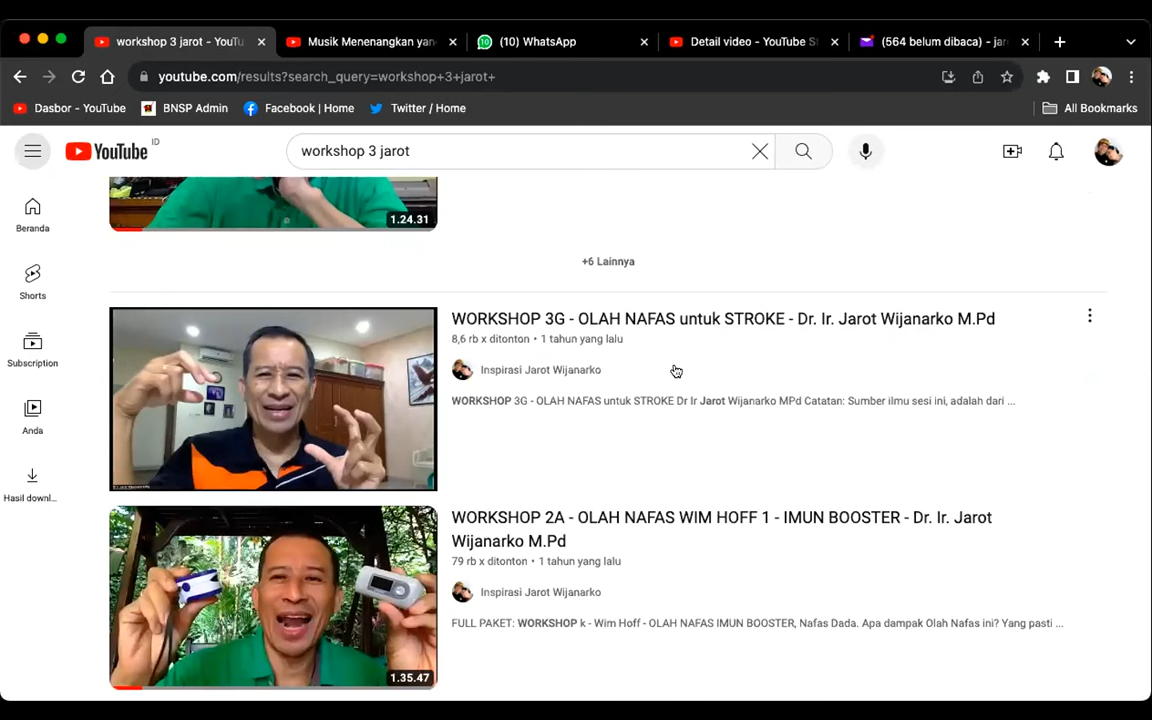 workshop 3 jarot - YouTu
Musik Menenangkan yan
(10) WhatsApp
Detail video - YouTube S
(564 belum dibaca) - jar
youtube.com/results?search_query=workshop+3+jarot+
Dasbor - YouTube
BNSP Admin
Facebook | Home
Twitter / Home
All Bookmarks
YouTube ID
workshop 3 jarot
Beranda
Shorts
Subscription
Anda
Hasil downl...
1.24.31
+6 Lainnya
WORKSHOP 3G - OLAH NAFAS untuk STROKE - Dr. Ir. Jarot Wijanarko M.Pd
8,6 rb x ditonton • 1 tahun yang lalu
Inspirasi Jarot Wijanarko
WORKSHOP 3G - OLAH NAFAS untuk STROKE Dr Ir Jarot Wijanarko MPd Catatan: Sumber ilmu sesi ini, adalah dari ...
WORKSHOP 2A - OLAH NAFAS WIM HOFF 1 - IMUN BOOSTER - Dr. Ir. Jarot
Wijanarko M.Pd
79 rb x ditonton • 1 tahun yang lalu
Inspirasi Jarot Wijanarko
FULL PAKET: WORKSHOP k - Wim Hoff - OLAH NAFAS IMUN BOOSTER, Nafas Dada. Apa dampak Olah Nafas ini? Yang pasti ...
1.35.47